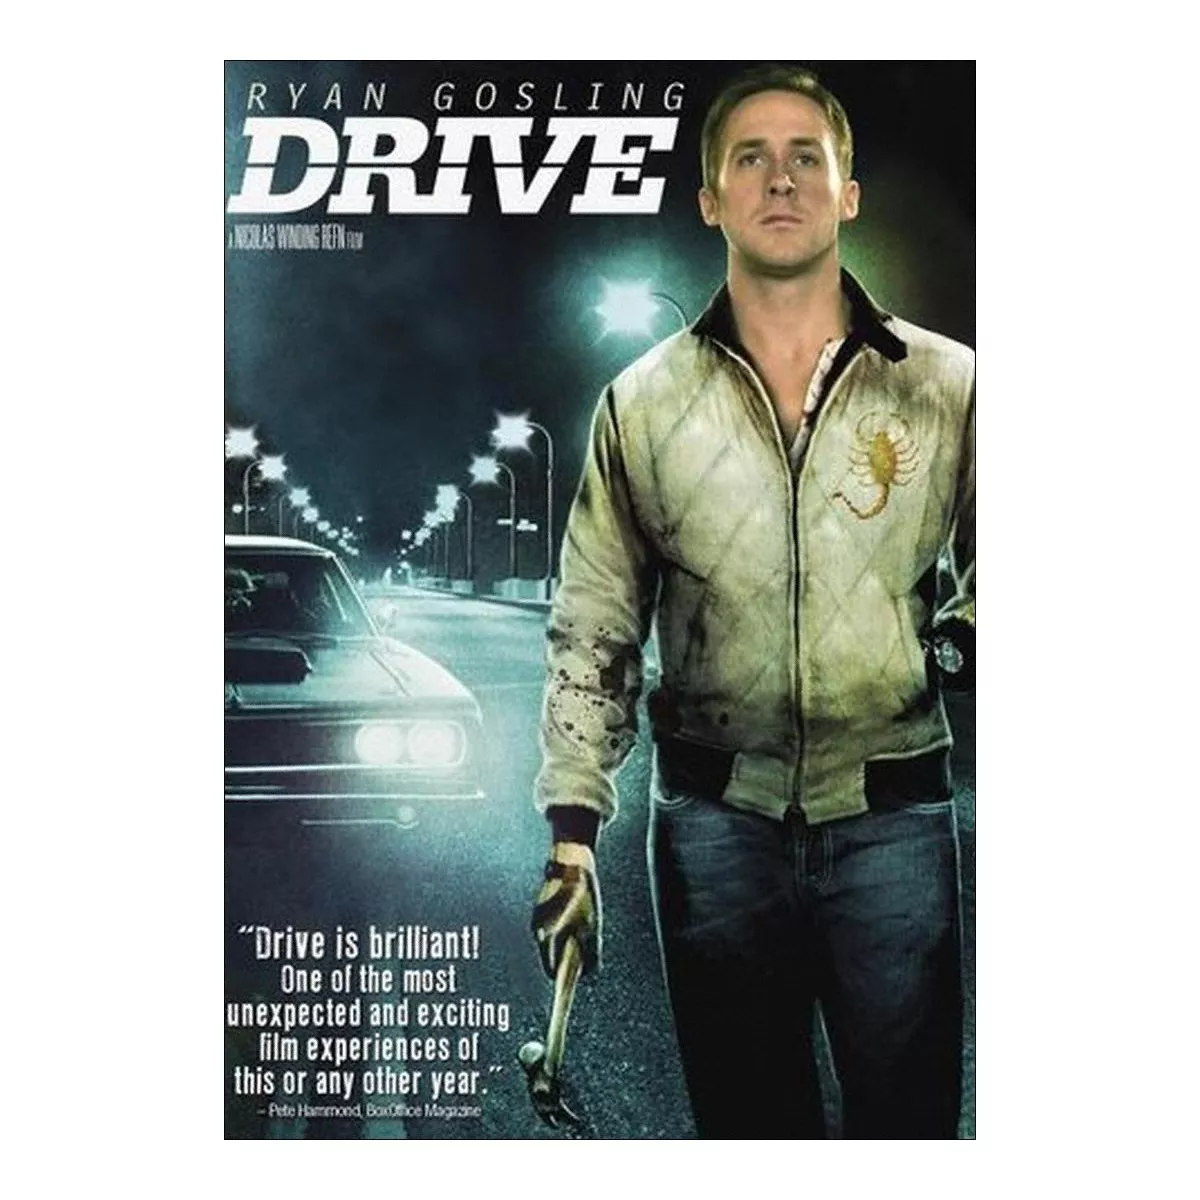 RYAN GOSLING
DRIVE
A NICOLAS WINDING REFN FILM
“Drive is brilliant!
One of the most
unexpected and exciting
film experiences of
this or any other year.”
– Pete Hammond, BoxOffice Magazine